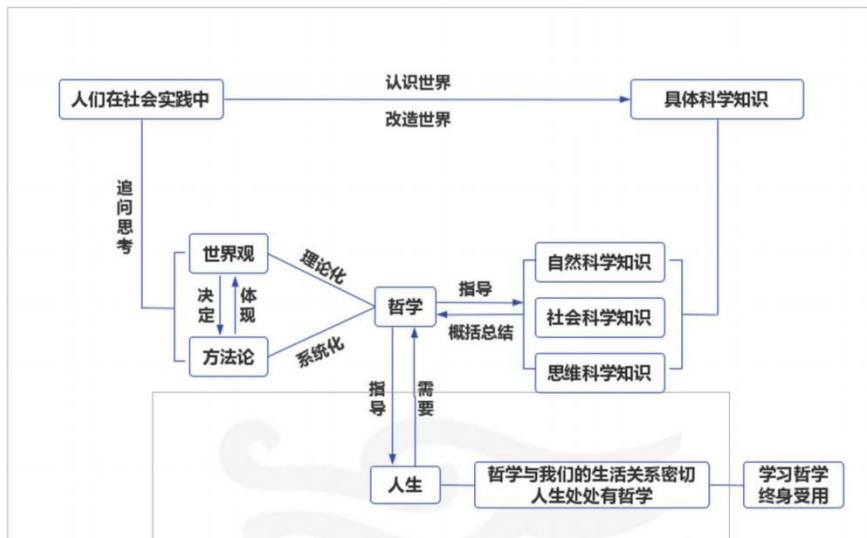 认识世界
人们在社会实践中
具体科学知识
改造世界
追问思考
世界观
理论化
自然科学知识
决定
体现
哲学
指导
社会科学知识
概括总结
方法论
系统化
思维科学知识
指导
需要
人生
哲学与我们的生活关系密切
人生处处有哲学
学习哲学
终身受用